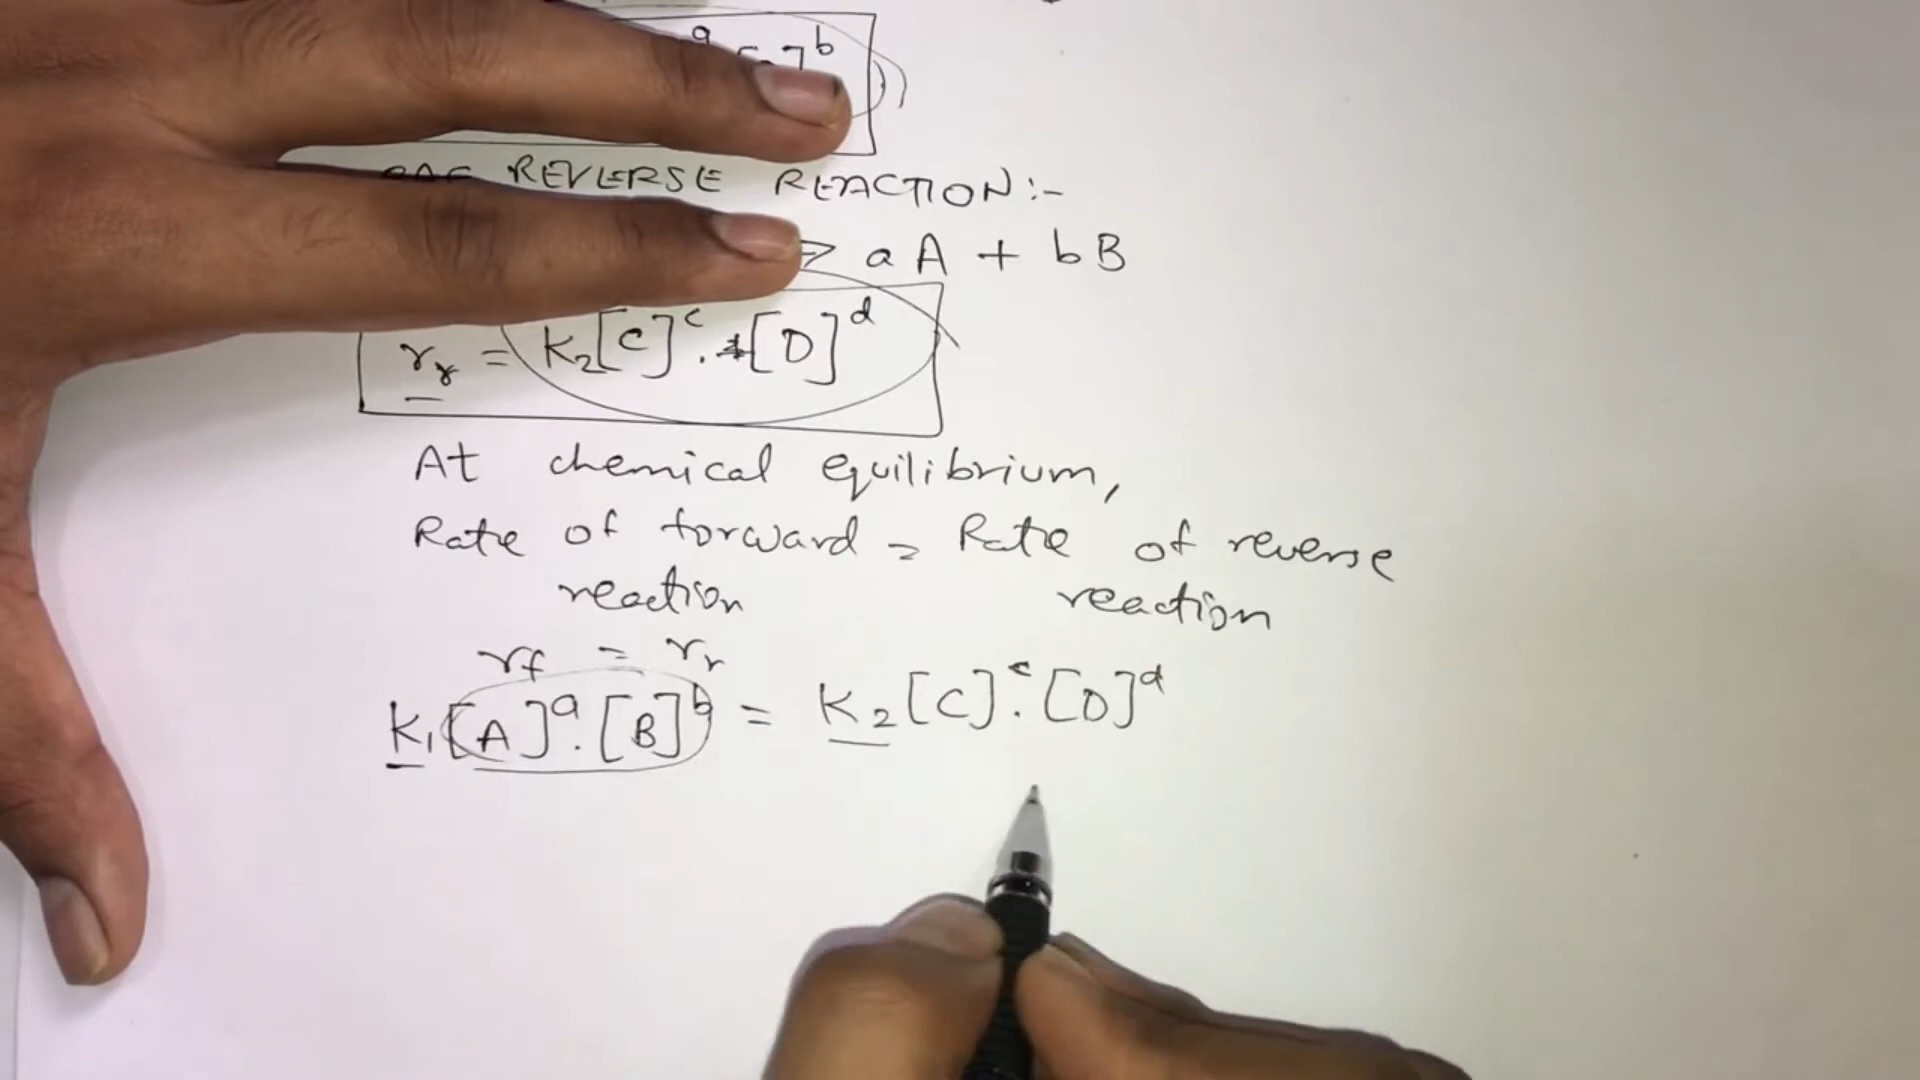 a [ ]ᵇ
REVERSE REACTION:-
→ aA + bB
rᵣ = K₂[C]ᶜ.[D]ᵈ
At chemical equilibrium,
Rate of forward = Rate of reverse
reaction reaction
rf = rᵣ
K₁[A]ᵃ.[B]ᵇ = K₂[C]ᶜ.[D]ᵈ